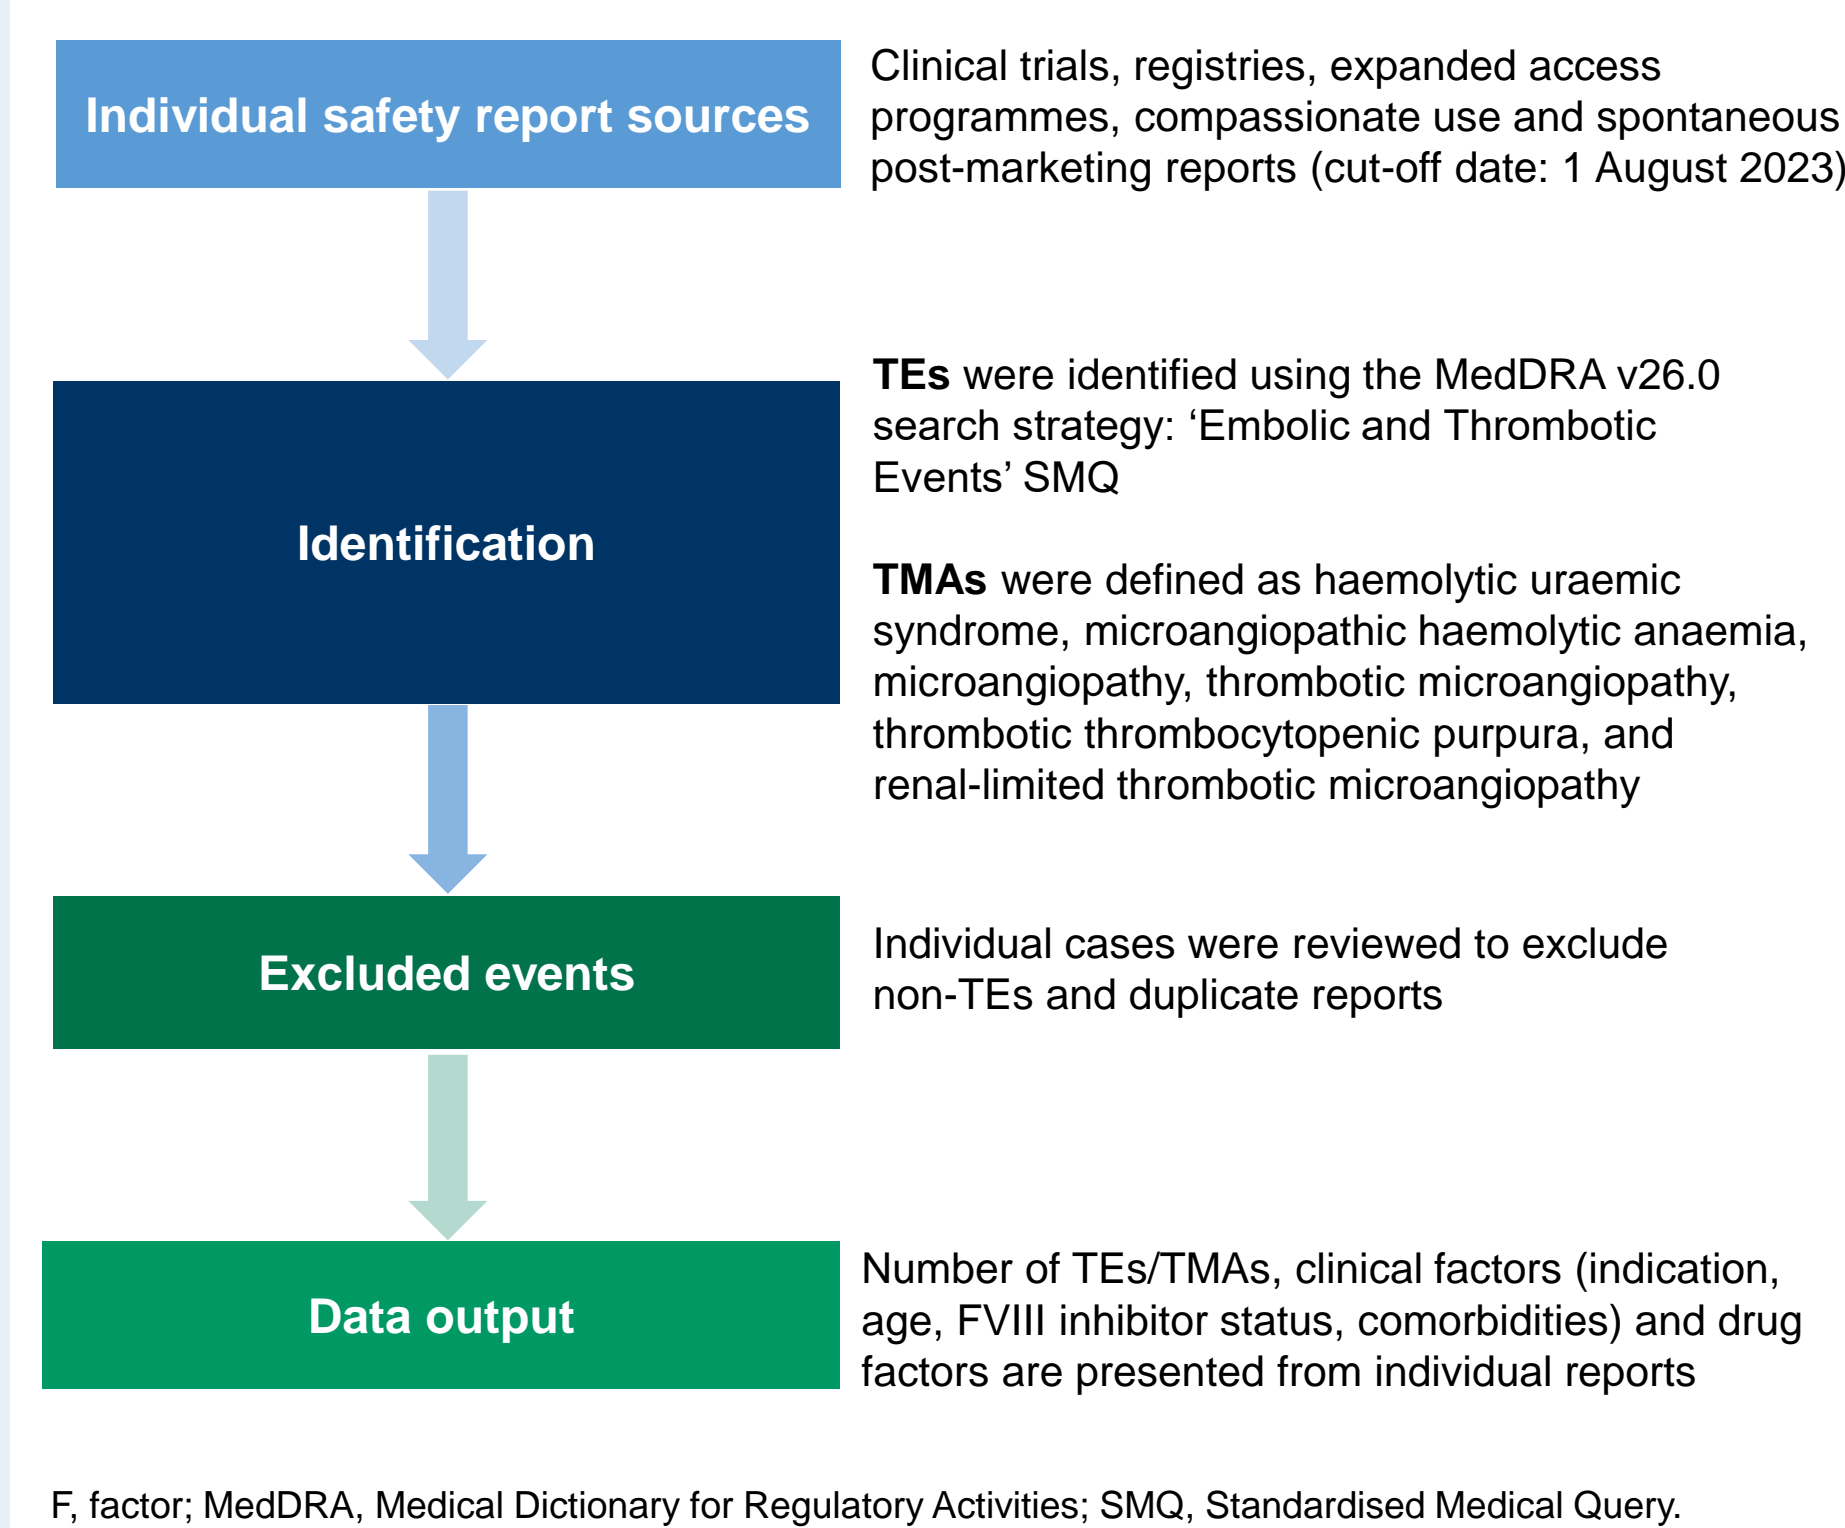 Individual safety report sources
Clinical trials, registries, expanded access
programmes, compassionate use and spontaneous
post-marketing reports (cut-off date: 1 August 2023)
Identification
TEs were identified using the MedDRA v26.0
search strategy: ‘Embolic and Thrombotic
Events’ SMQ
TMAs were defined as haemolytic uraemic
syndrome, microangiopathic haemolytic anaemia,
microangiopathy, thrombotic microangiopathy,
thrombotic thrombocytopenic purpura, and
renal-limited thrombotic microangiopathy
Excluded events
Individual cases were reviewed to exclude
non-TEs and duplicate reports
Data output
Number of TEs/TMAs, clinical factors (indication,
age, FVIII inhibitor status, comorbidities) and drug
factors are presented from individual reports
F, factor; MedDRA, Medical Dictionary for Regulatory Activities; SMQ, Standardised Medical Query.